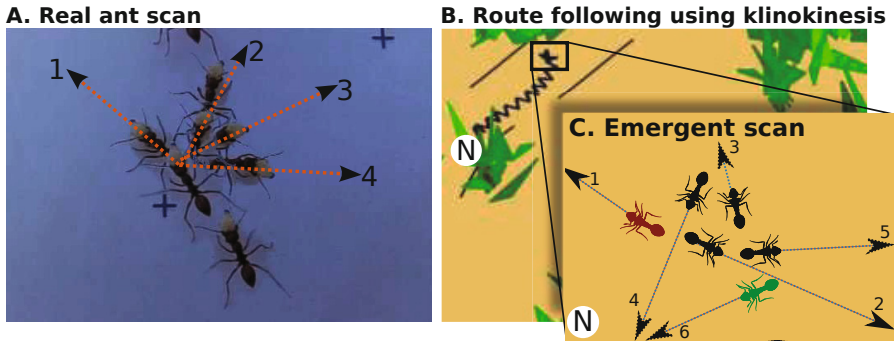 A. Real ant scan
1
2
3
4
B. Route following using klinokinesis
N
C. Emergent scan
1
3
5
2
4
6
N